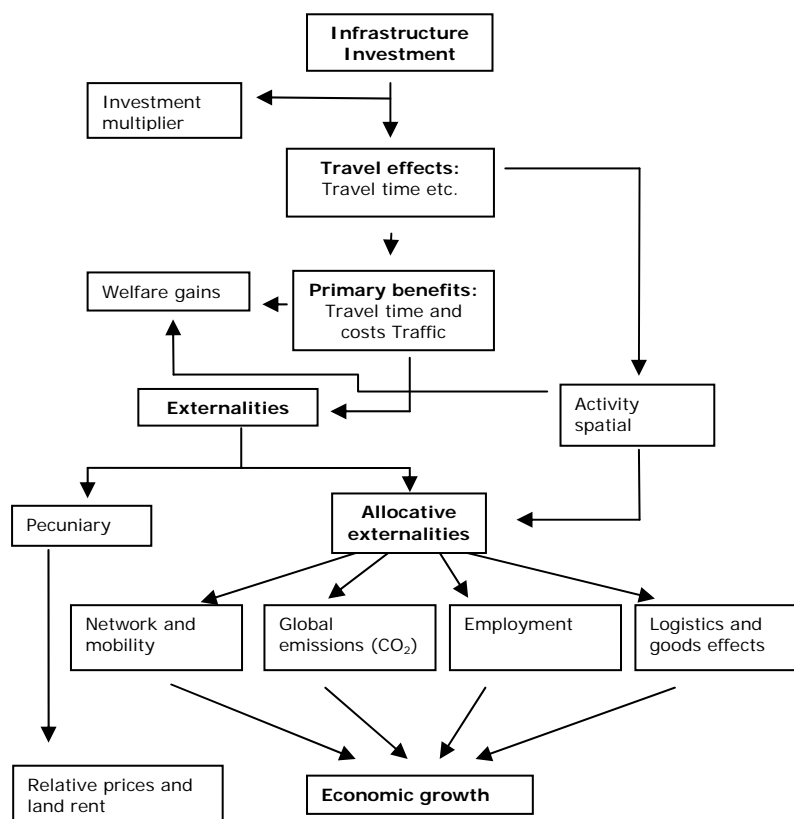 Infrastructure
Investment
Investment
multiplier
Travel effects:
Travel time etc.
Welfare gains
Primary benefits:
Travel time and
costs Traffic
Externalities
Activity
spatial
Pecuniary
Allocative
externalities
Network and
mobility
Global
emissions (CO₂)
Employment
Logistics and
goods effects
Relative prices and
land rent
Economic growth